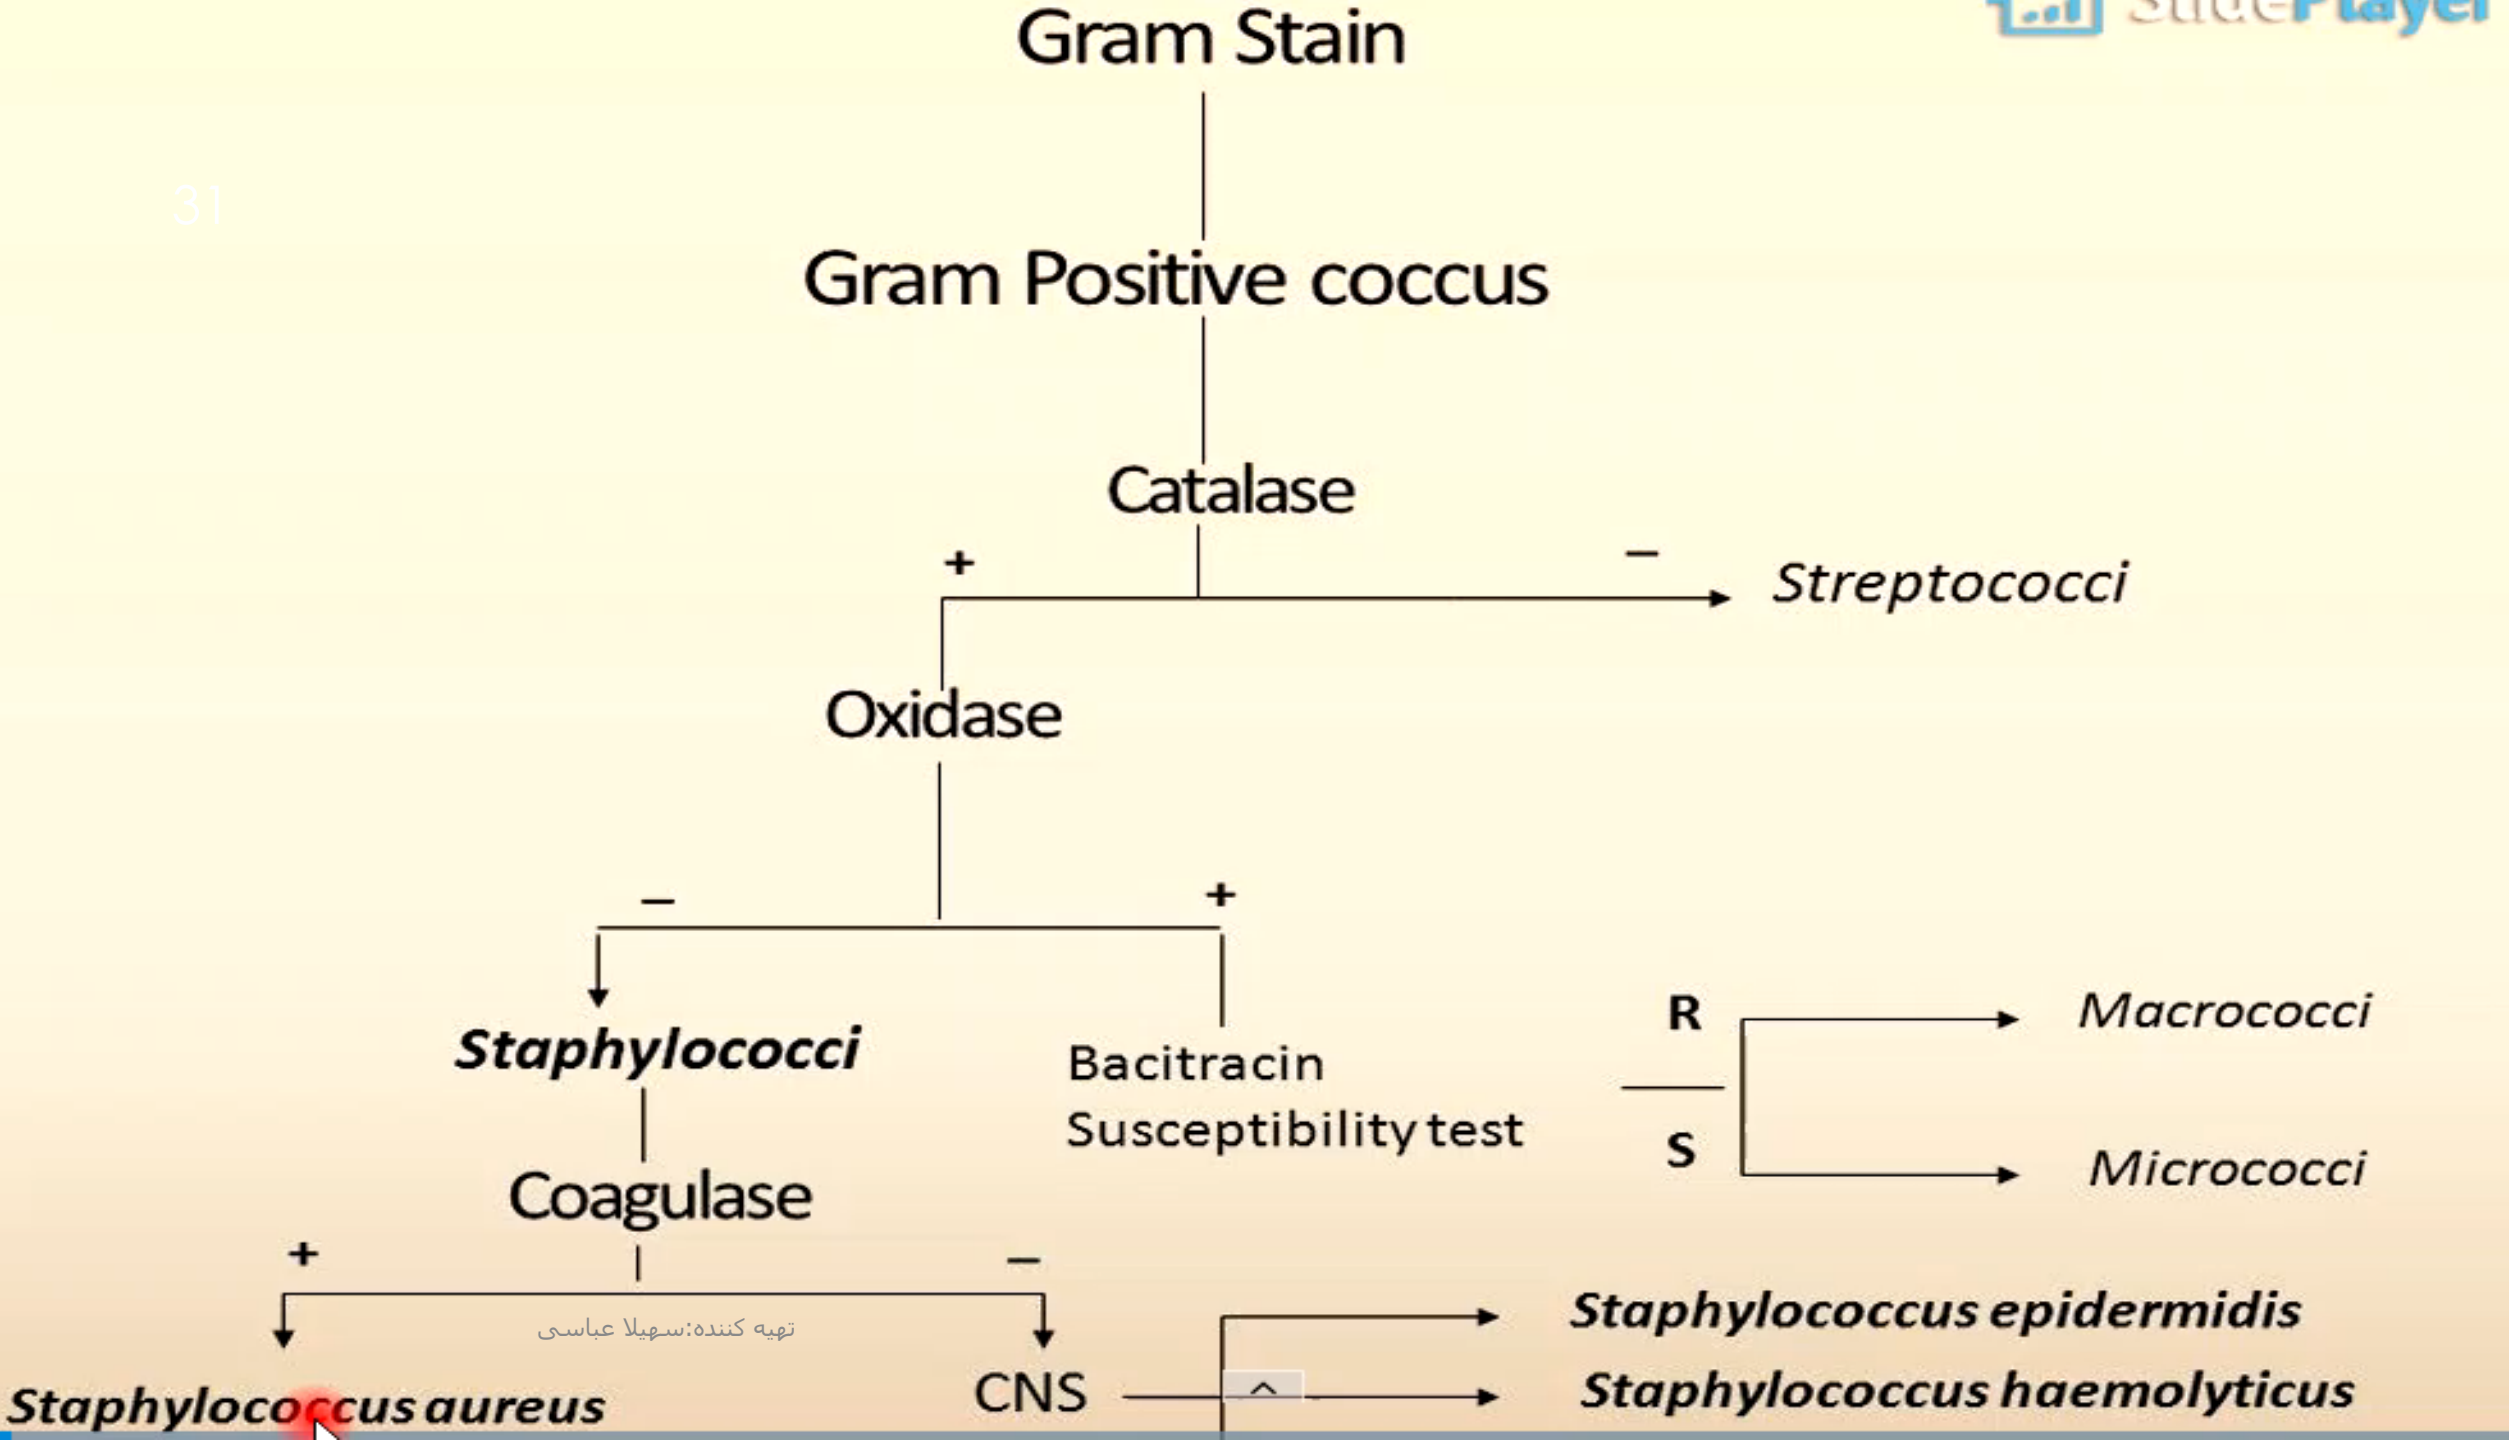 SlidePlayer
Gram Stain
31
Gram Positive coccus
Catalase
+
–
Streptococci
Oxidase
–
+
Staphylococci
Bacitracin
Susceptibility test
R
S
Macrococci
Micrococci
Coagulase
+
–
تهیه کننده:سهیلا عباسی
Staphylococcus aureus
CNS
Staphylococcus epidermidis
Staphylococcus haemolyticus